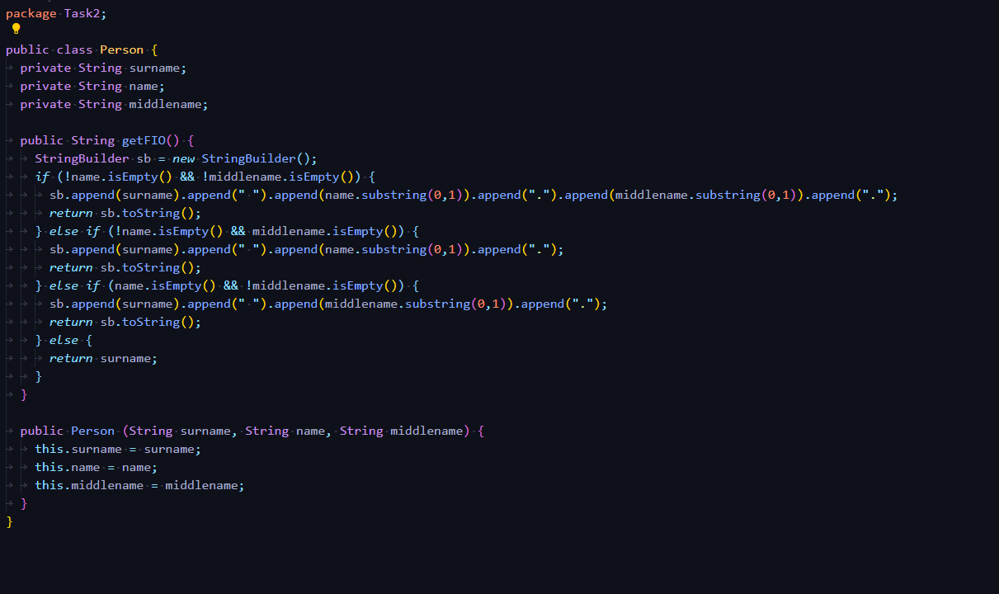 package Task2;
public class Person {
private String surname;
private String name;
private String middlename;
public String getFIO() {
StringBuilder sb = new StringBuilder();
if (!name.isEmpty() && !middlename.isEmpty()) {
sb.append(surname).append(" ").append(name.substring(0,1)).append(".").append(middlename.substring(0,1)).append(".");
return sb.toString();
} else if (!name.isEmpty() && middlename.isEmpty()) {
sb.append(surname).append(" ").append(name.substring(0,1)).append(".");
return sb.toString();
} else if (name.isEmpty() && !middlename.isEmpty()) {
sb.append(surname).append(" ").append(middlename.substring(0,1)).append(".");
return sb.toString();
} else {
return surname;
}
}
public Person (String surname, String name, String middlename) {
this.surname = surname;
this.name = name;
this.middlename = middlename;
}
}